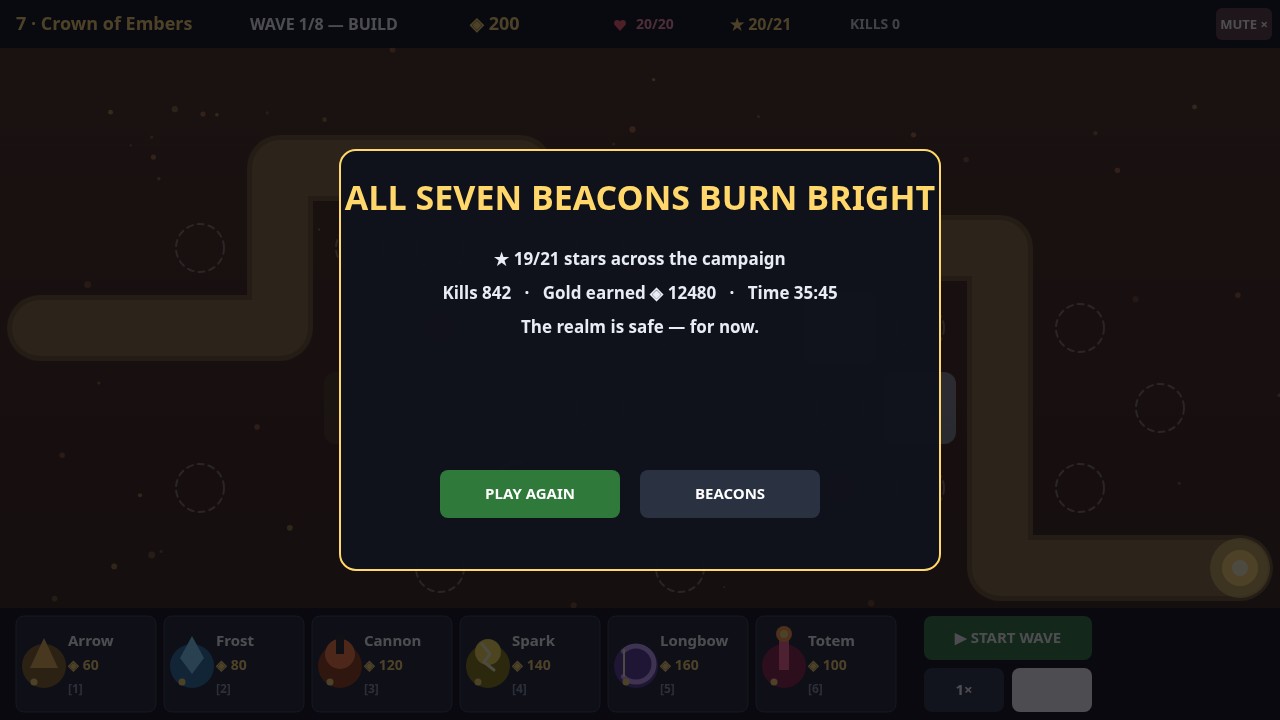 7 · Crown of Embers
WAVE 1/8 — BUILD
◈ 200
♥ 20/20
★ 20/21
KILLS 0
MUTE ×
ALL SEVEN BEACONS BURN BRIGHT
★ 19/21 stars across the campaign
Kills 842 · Gold earned ◈ 12480 · Time 35:45
The realm is safe — for now.
PLAY AGAIN
BEACONS
Arrow
◈ 60
[1]
Frost
◈ 80
[2]
Cannon
◈ 120
[3]
Spark
◈ 140
[4]
Longbow
◈ 160
[5]
Totem
◈ 100
[6]
▶ START WAVE
1×